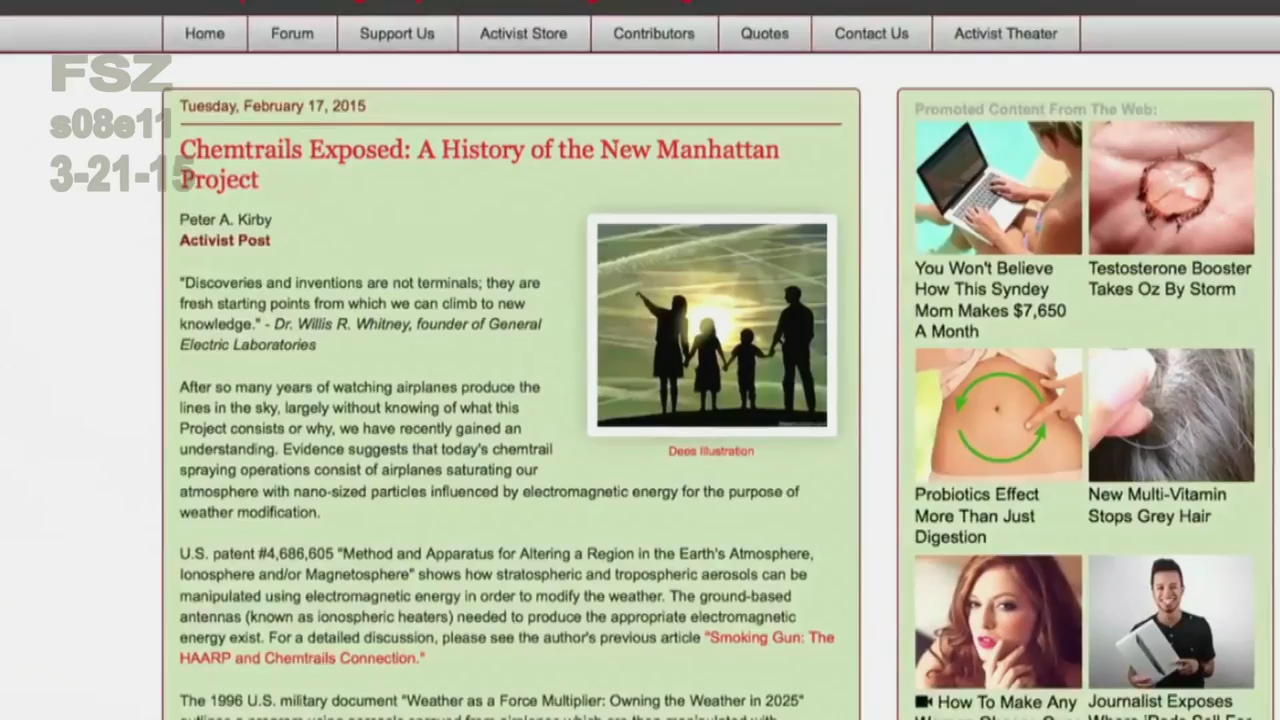 Home Forum Support Us Activist Store Contributors Quotes Contact Us Activist Theater
FSZ
s08e11
3-21-15
Tuesday, February 17, 2015
Chemtrails Exposed: A History of the New Manhattan
Project
Peter A. Kirby
Activist Post
"Discoveries and inventions are not terminals; they are
fresh starting points from which we can climb to new
knowledge." - Dr. Willis R. Whitney, founder of General
Electric Laboratories
After so many years of watching airplanes produce the
lines in the sky, largely without knowing of what this
Project consists or why, we have recently gained an
understanding. Evidence suggests that today's chemtrail
spraying operations consist of airplanes saturating our
atmosphere with nano-sized particles influenced by electromagnetic energy for the purpose of
weather modification.
Dees Illustration
U.S. patent #4,686,605 "Method and Apparatus for Altering a Region in the Earth's Atmosphere,
Ionosphere and/or Magnetosphere" shows how stratospheric and tropospheric aerosols can be
manipulated using electromagnetic energy in order to modify the weather. The ground-based
antennas (known as ionospheric heaters) needed to produce the appropriate electromagnetic
energy exist. For a detailed discussion, please see the author's previous article "Smoking Gun: The
HAARP and Chemtrails Connection."
The 1996 U.S. military document "Weather as a Force Multiplier: Owning the Weather in 2025"
Promoted Content From The Web:
You Won't Believe
How This Syndey
Mom Makes $7,650
A Month
Testosterone Booster
Takes Oz By Storm
Probiotics Effect
More Than Just
Digestion
New Multi-Vitamin
Stops Grey Hair
How To Make Any
Journalist Exposes